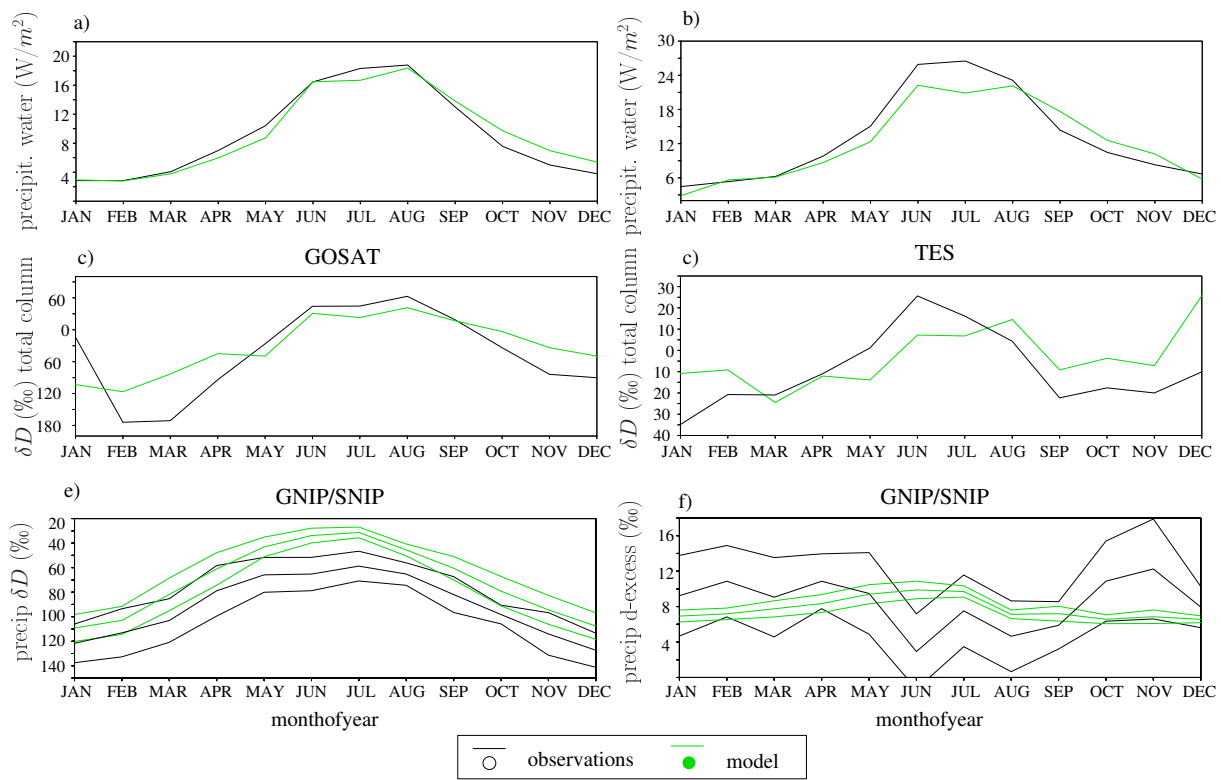 a)
precipit. water (W/m²)
20
16
12
8
4
JAN FEB MAR APR MAY JUN JUL AUG SEP OCT NOV DEC
b)
precipit. water (W/m²)
30
24
18
12
6
JAN FEB MAR APR MAY JUN JUL AUG SEP OCT NOV DEC
c)
GOSAT
δD (‰) total column
60
0
60
120
180
JAN FEB MAR APR MAY JUN JUL AUG SEP OCT NOV DEC
c)
TES
δD (‰) total column
30
20
10
0
10
20
30
40
JAN FEB MAR APR MAY JUN JUL AUG SEP OCT NOV DEC
e)
GNIP/SNIP
precip δD (‰)
20
40
60
80
100
120
140
JAN FEB MAR APR MAY JUN JUL AUG SEP OCT NOV DEC
monthofyear
f)
GNIP/SNIP
precip d-excess (‰)
16
12
8
4
JAN FEB MAR APR MAY JUN JUL AUG SEP OCT NOV DEC
monthofyear
observations
model